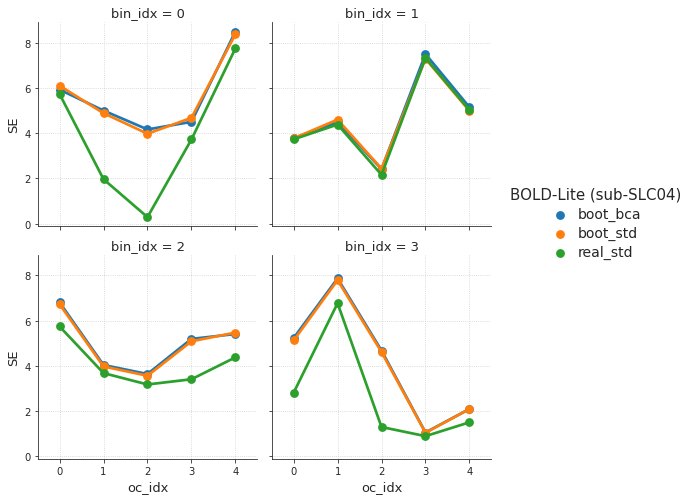 bin_idx = 0
bin_idx = 1
SE
8
6
4
2
0
BOLD-Lite (sub-SLC04)
boot_bca
boot_std
real_std
bin_idx = 2
bin_idx = 3
SE
8
6
4
2
0
0 1 2 3 4
0 1 2 3 4
oc_idx
oc_idx